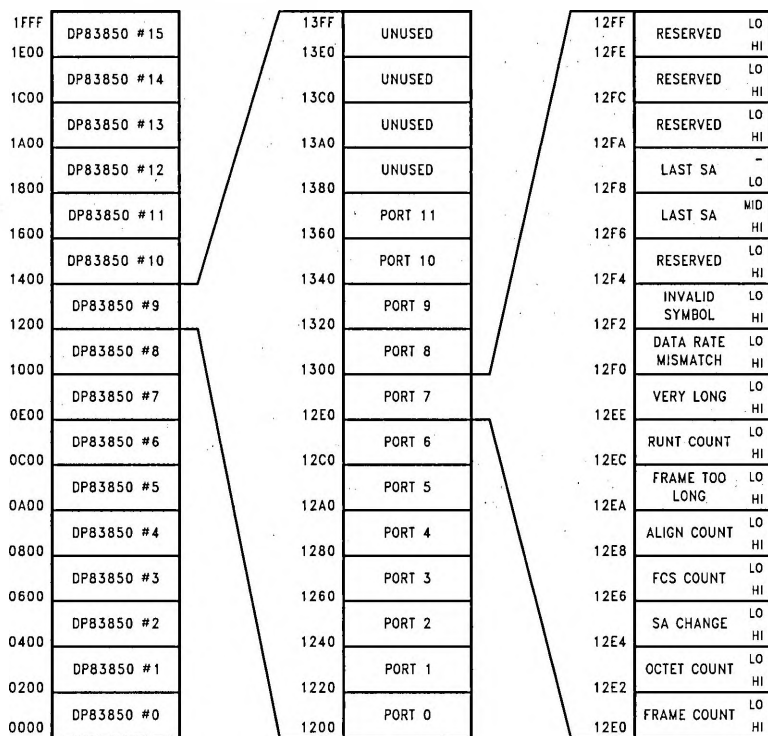 1FFF
DP83850 #15
1E00
DP83850 #14
1C00
DP83850 #13
1A00
DP83850 #12
1800
DP83850 #11
1600
DP83850 #10
1400
DP83850 #9
1200
DP83850 #8
1000
DP83850 #7
0E00
DP83850 #6
0C00
DP83850 #5
0A00
DP83850 #4
0800
DP83850 #3
0600
DP83850 #2
0400
DP83850 #1
0200
DP83850 #0
0000
13FF
UNUSED
13E0
UNUSED
13C0
UNUSED
13A0
UNUSED
1380
PORT 11
1360
PORT 10
1340
PORT 9
1320
PORT 8
1300
PORT 7
12E0
PORT 6
12C0
PORT 5
12A0
PORT 4
1280
PORT 3
1260
PORT 2
1240
PORT 1
1220
PORT 0
1200
12FF
RESERVED
LO
HI
12FE
RESERVED
LO
HI
12FC
RESERVED
LO
HI
12FA
LAST SA
-
LO
12F8
LAST SA
MID
HI
12F6
RESERVED
LO
HI
12F4
INVALID
SYMBOL
LO
HI
12F2
DATA RATE
MISMATCH
LO
HI
12F0
VERY LONG
LO
HI
12EE
RUNT COUNT
LO
HI
12EC
FRAME TOO
LONG
LO
HI
12EA
ALIGN COUNT
LO
HI
12E8
FCS COUNT
LO
HI
12E6
SA CHANGE
LO
HI
12E4
OCTET COUNT
LO
HI
12E2
FRAME COUNT
LO
HI
12E0